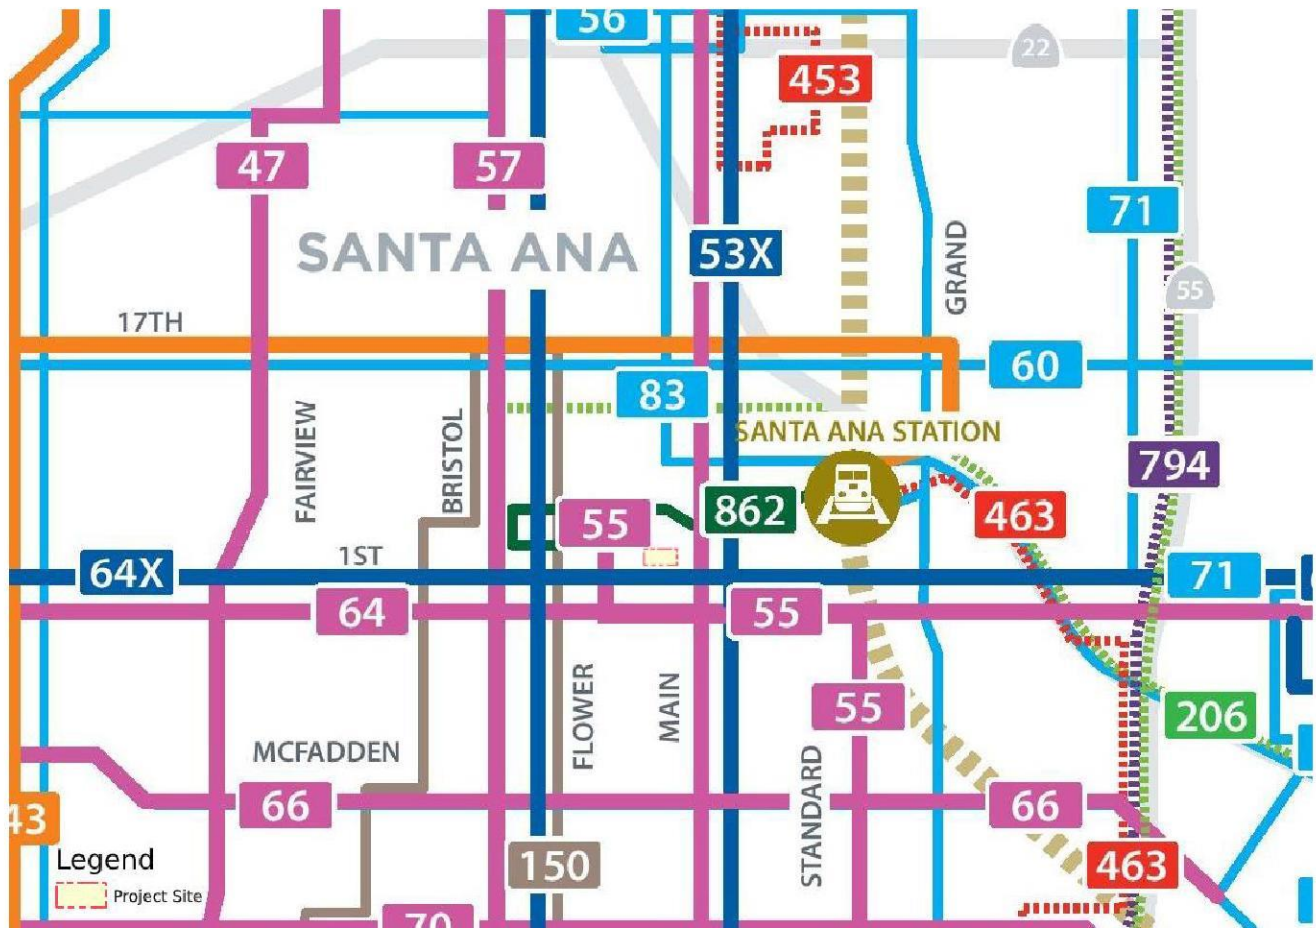 56
22
453
47
57
71
SANTA ANA
53X
GRAND
55
17TH
60
83
FAIRVIEW
BRISTOL
SANTA ANA STATION
794
862
55
463
1ST
64X
71
64
55
FLOWER
MAIN
55
206
MCFADDEN
STANDARD
66
66
43
Legend
Project Site
150
463
70